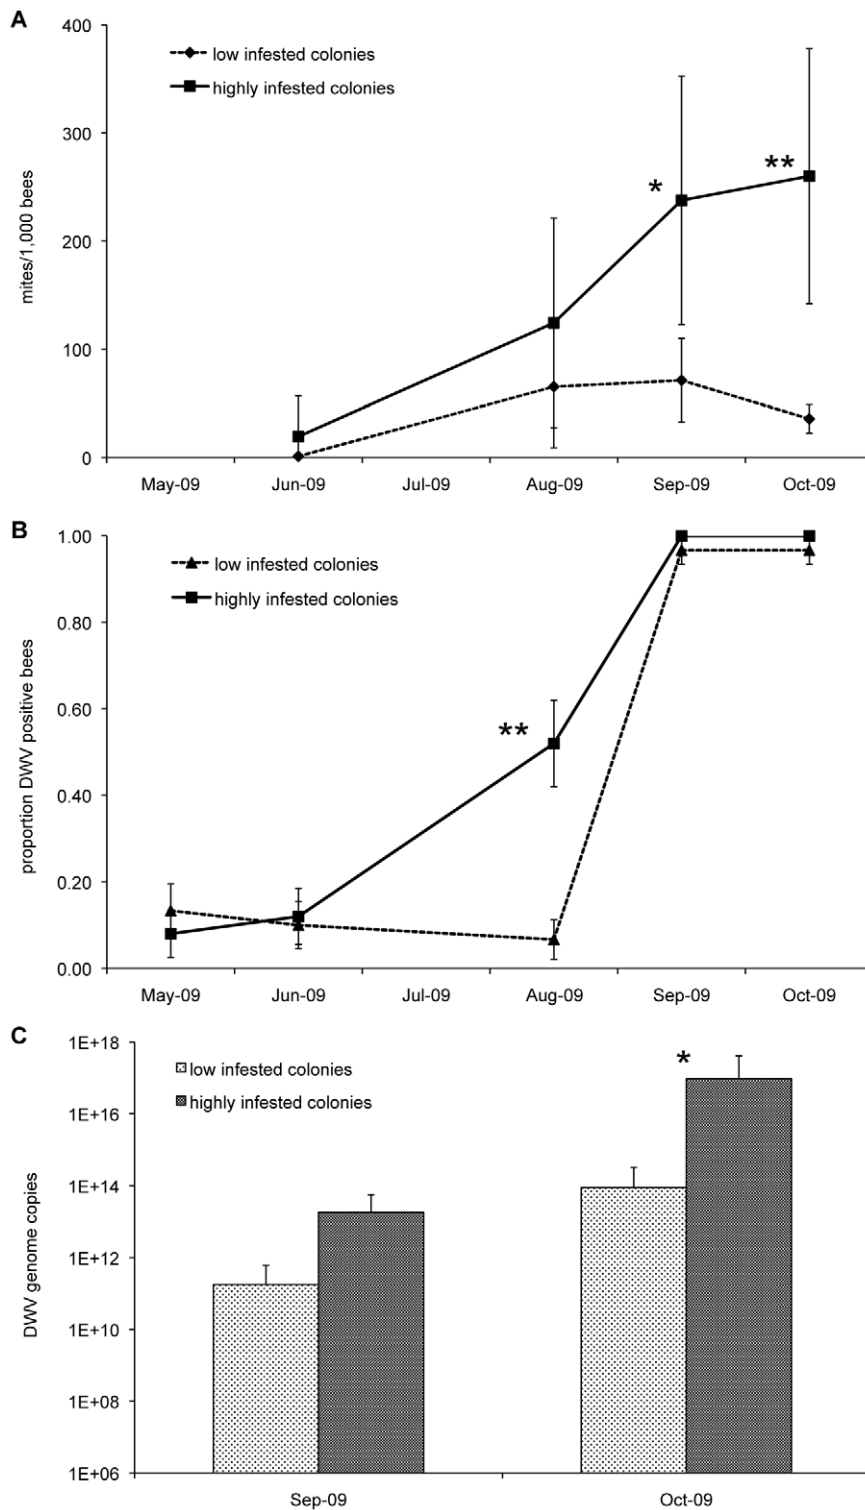 A
400
low infested colonies
highly infested colonies
300
**
*
mites/1,000 bees
200
100
0
May-09 Jun-09 Jul-09 Aug-09 Sep-09 Oct-09
B
1.00
low infested colonies
highly infested colonies
0.80
proportion DWV positive bees
0.60
**
0.40
0.20
0.00
May-09 Jun-09 Jul-09 Aug-09 Sep-09 Oct-09
C
1E+18
*
low infested colonies
highly infested colonies
1E+16
1E+14
DWV genome copies
1E+12
1E+10
1E+08
1E+06
Sep-09 Oct-09